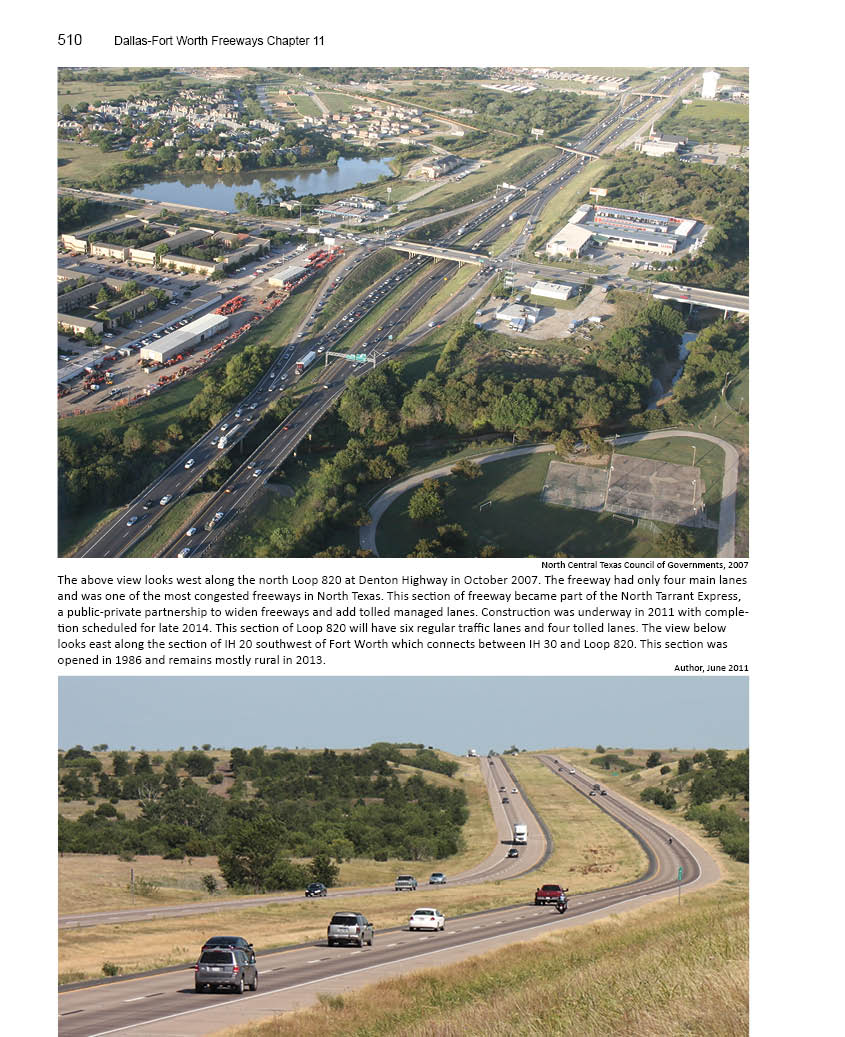 510 Dallas-Fort Worth Freeways Chapter 11
North Central Texas Council of Governments, 2007
The above view looks west along the north Loop 820 at Denton Highway in October 2007. The freeway had only four main lanes
and was one of the most congested freeways in North Texas. This section of freeway became part of the North Tarrant Express,
a public-private partnership to widen freeways and add tolled managed lanes. Construction was underway in 2011 with comple-
tion scheduled for late 2014. This section of Loop 820 will have six regular traffic lanes and four tolled lanes. The view below
looks east along the section of IH 20 southwest of Fort Worth which connects between IH 30 and Loop 820. This section was
opened in 1986 and remains mostly rural in 2013.
Author, June 2011